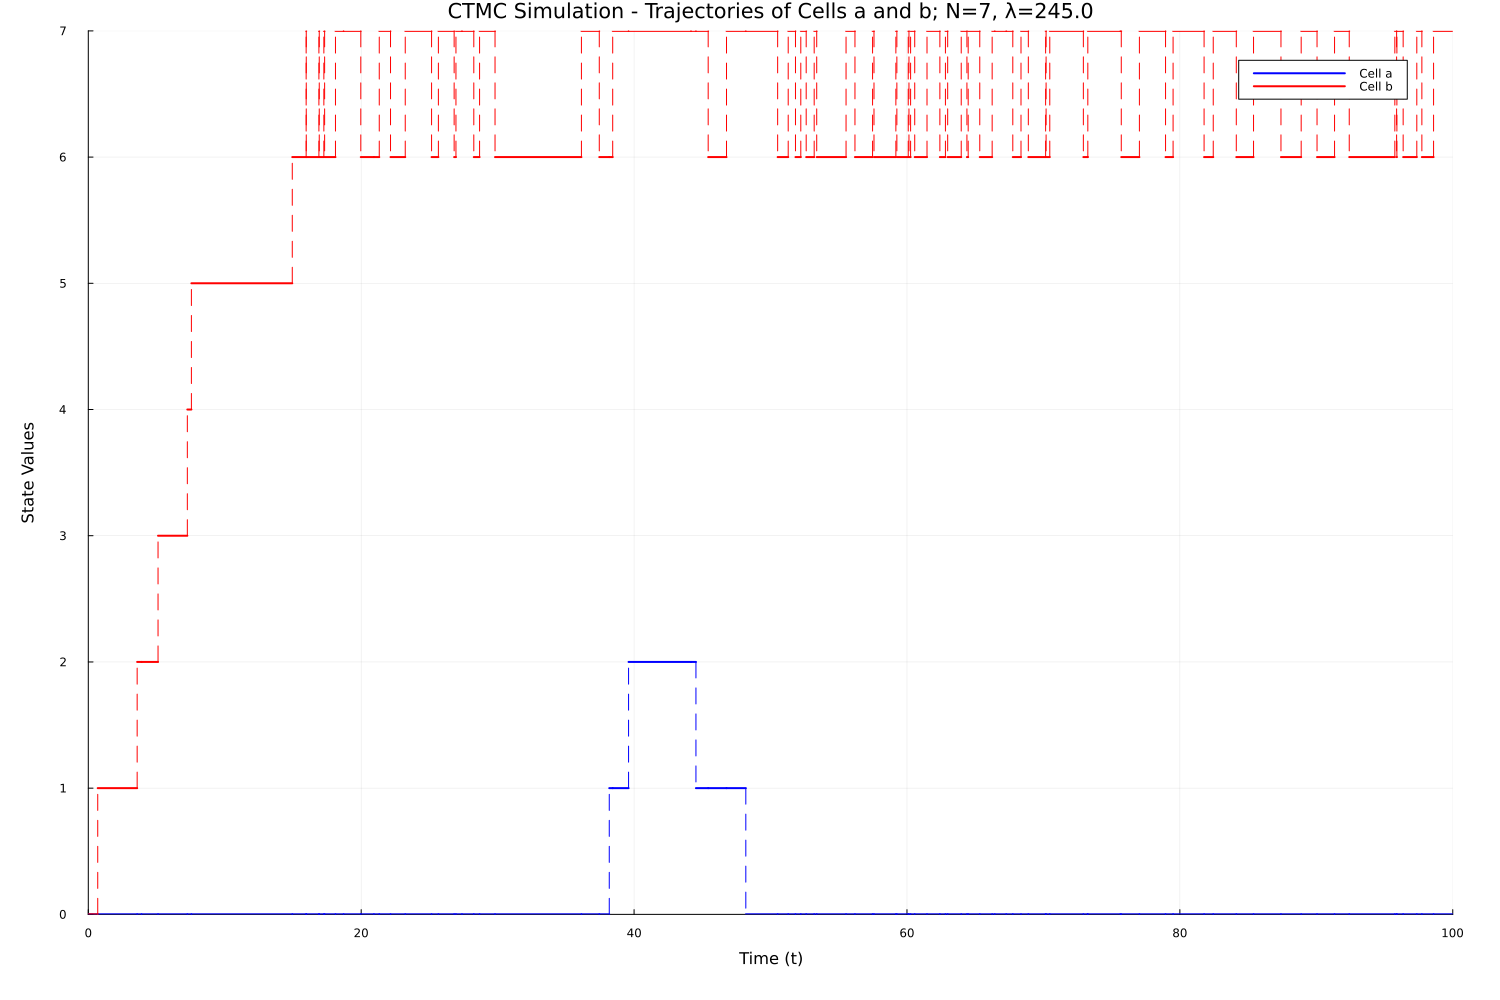 CTMC Simulation - Trajectories of Cells a and b; N=7, λ=245.0
7
Cell a
Cell b
6
5
4
State Values
3
2
1
0
0 20 40 60 80 100
Time (t)